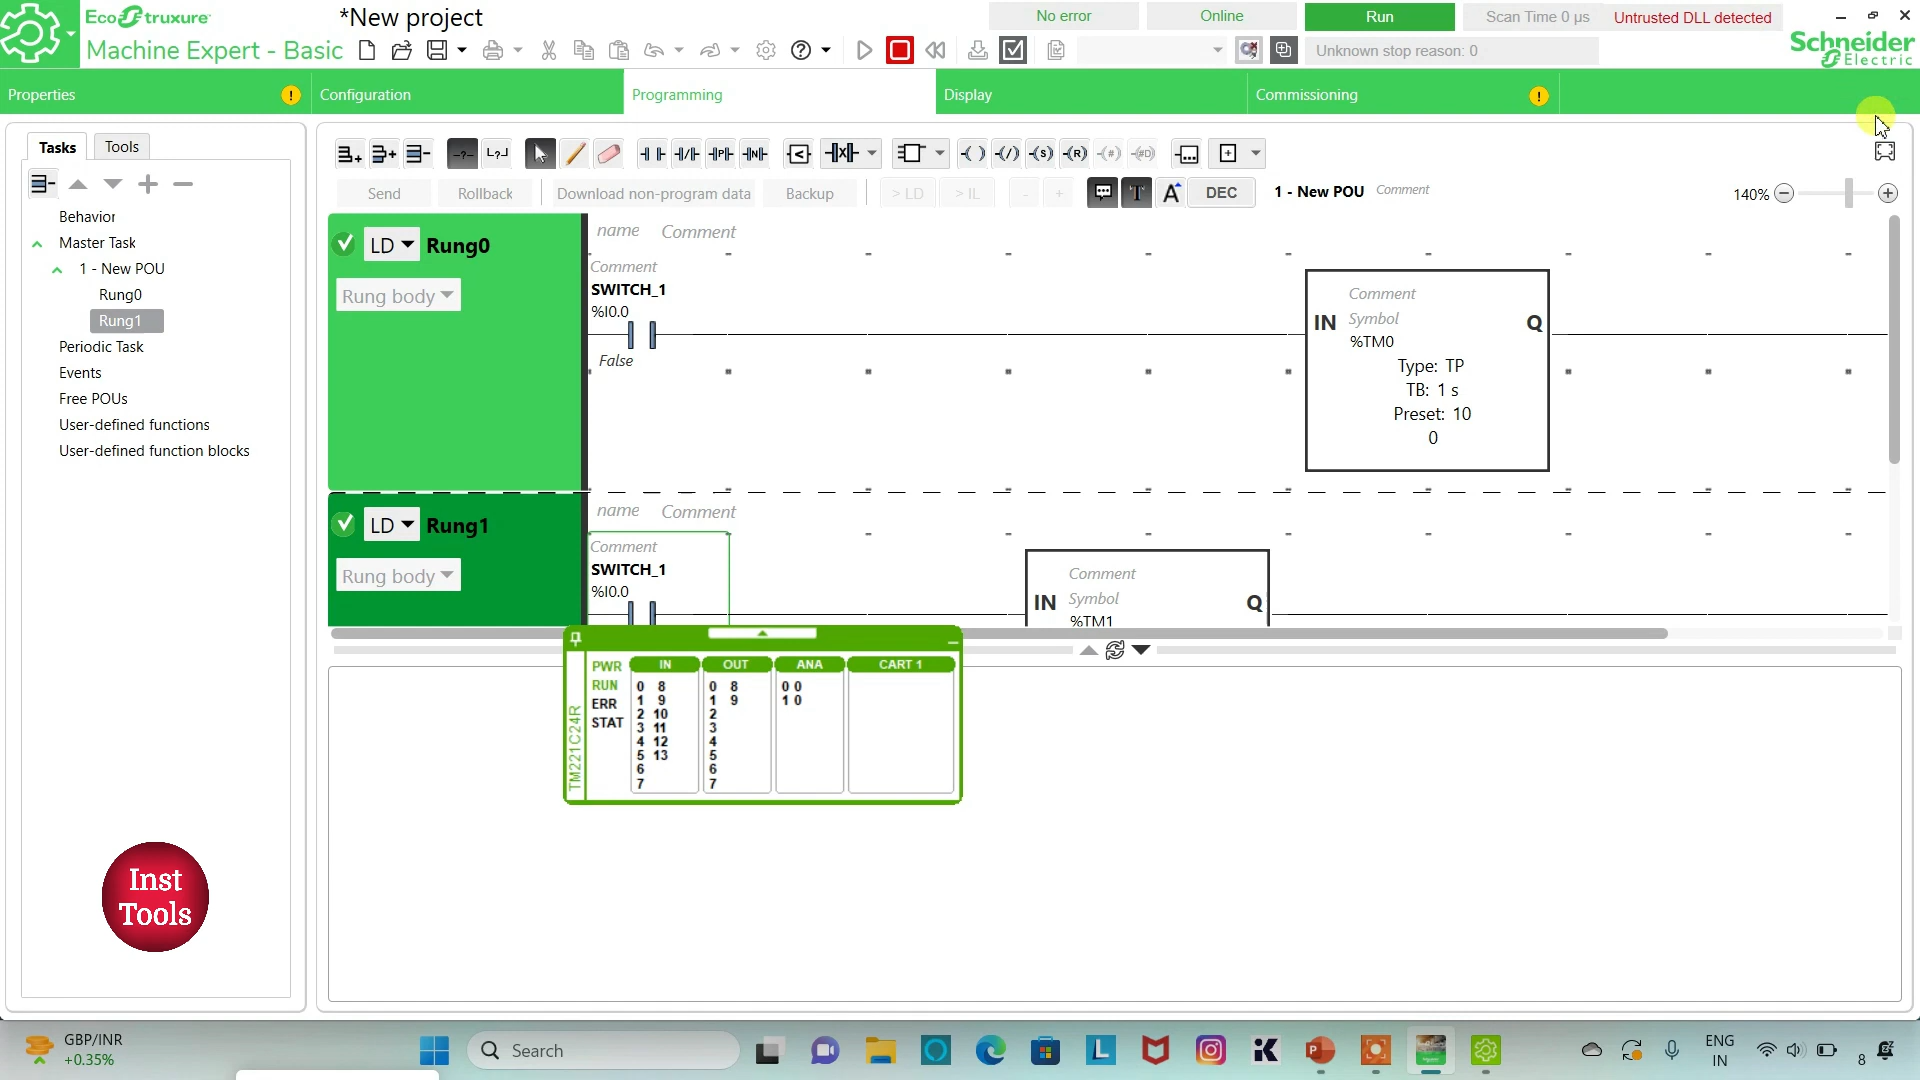 EcoStruxure
Machine Expert - Basic
*New project
No error
Online
Run
Scan Time 0 µs
Untrusted DLL detected
Unknown stop reason: 0
Schneider
Electric
Properties
Configuration
Programming
Display
Commissioning
Tasks
Tools
Behavior
Master Task
1 - New POU
Rung0
Rung1
Periodic Task
Events
Free POUs
User-defined functions
User-defined function blocks
Send
Rollback
Download non-program data
Backup
> LD
> IL
-
+
DEC
1 - New POU
Comment
140%
LD
Rung0
Rung body
name
Comment
Comment
SWITCH_1
%I0.0
False
Comment
IN
Symbol
Q
%TM0
Type: TP
TB: 1 s
Preset: 10
0
LD
Rung1
Rung body
name
Comment
Comment
SWITCH_1
%I0.0
Comment
IN
Symbol
Q
%TM1
TM221C24R
PWR
RUN
ERR
STAT
IN
OUT
ANA
CART 1
0 8
1 9
2 10
3 11
4 12
5 13
6
7
0 8
1 9
2
3
4
5
6
7
0 0
1 0
Inst
Tools
GBP/INR
+0.35%
Search
ENG
IN
8